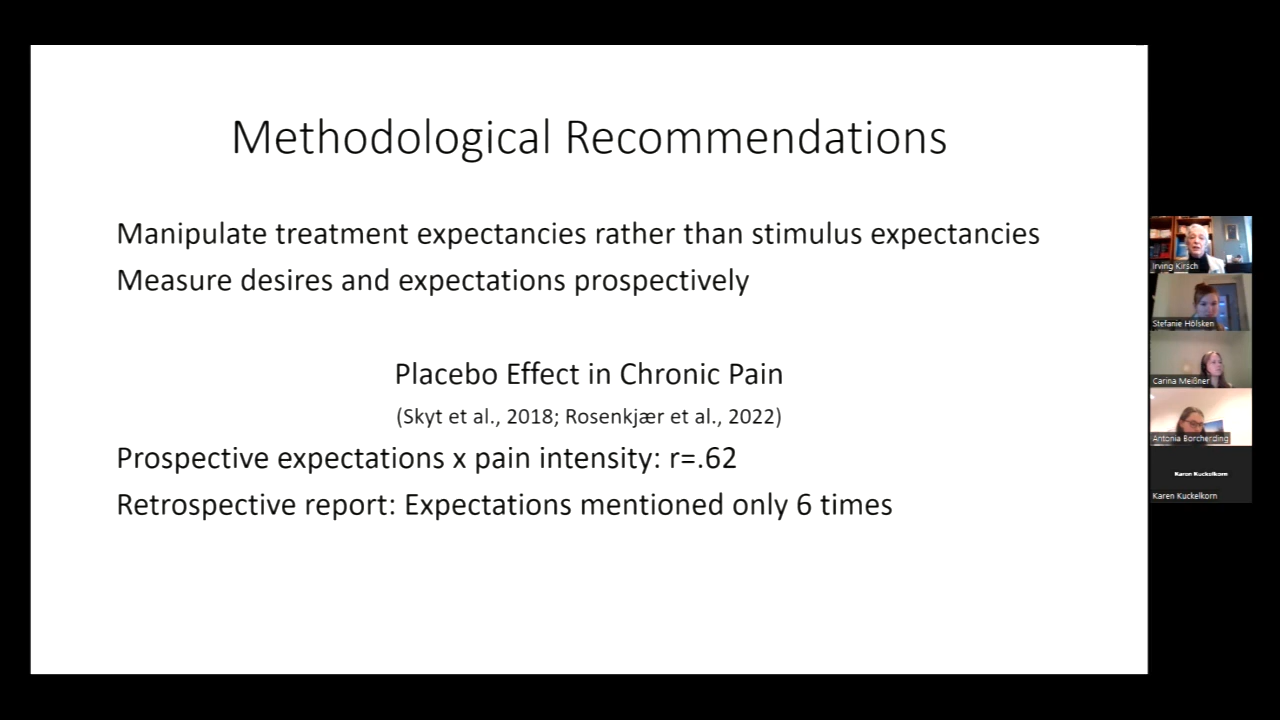 Methodological Recommendations
Manipulate treatment expectancies rather than stimulus expectancies
Measure desires and expectations prospectively
Placebo Effect in Chronic Pain
(Skyt et al., 2018; Rosenkjær et al., 2022)
Prospective expectations x pain intensity: r=.62
Retrospective report: Expectations mentioned only 6 times
Irving Kirsch
Stefanie Hölsken
Carina Meißner
Antonia Borcherding
Karen Kuckelkorn
Karen Kuckelkorn